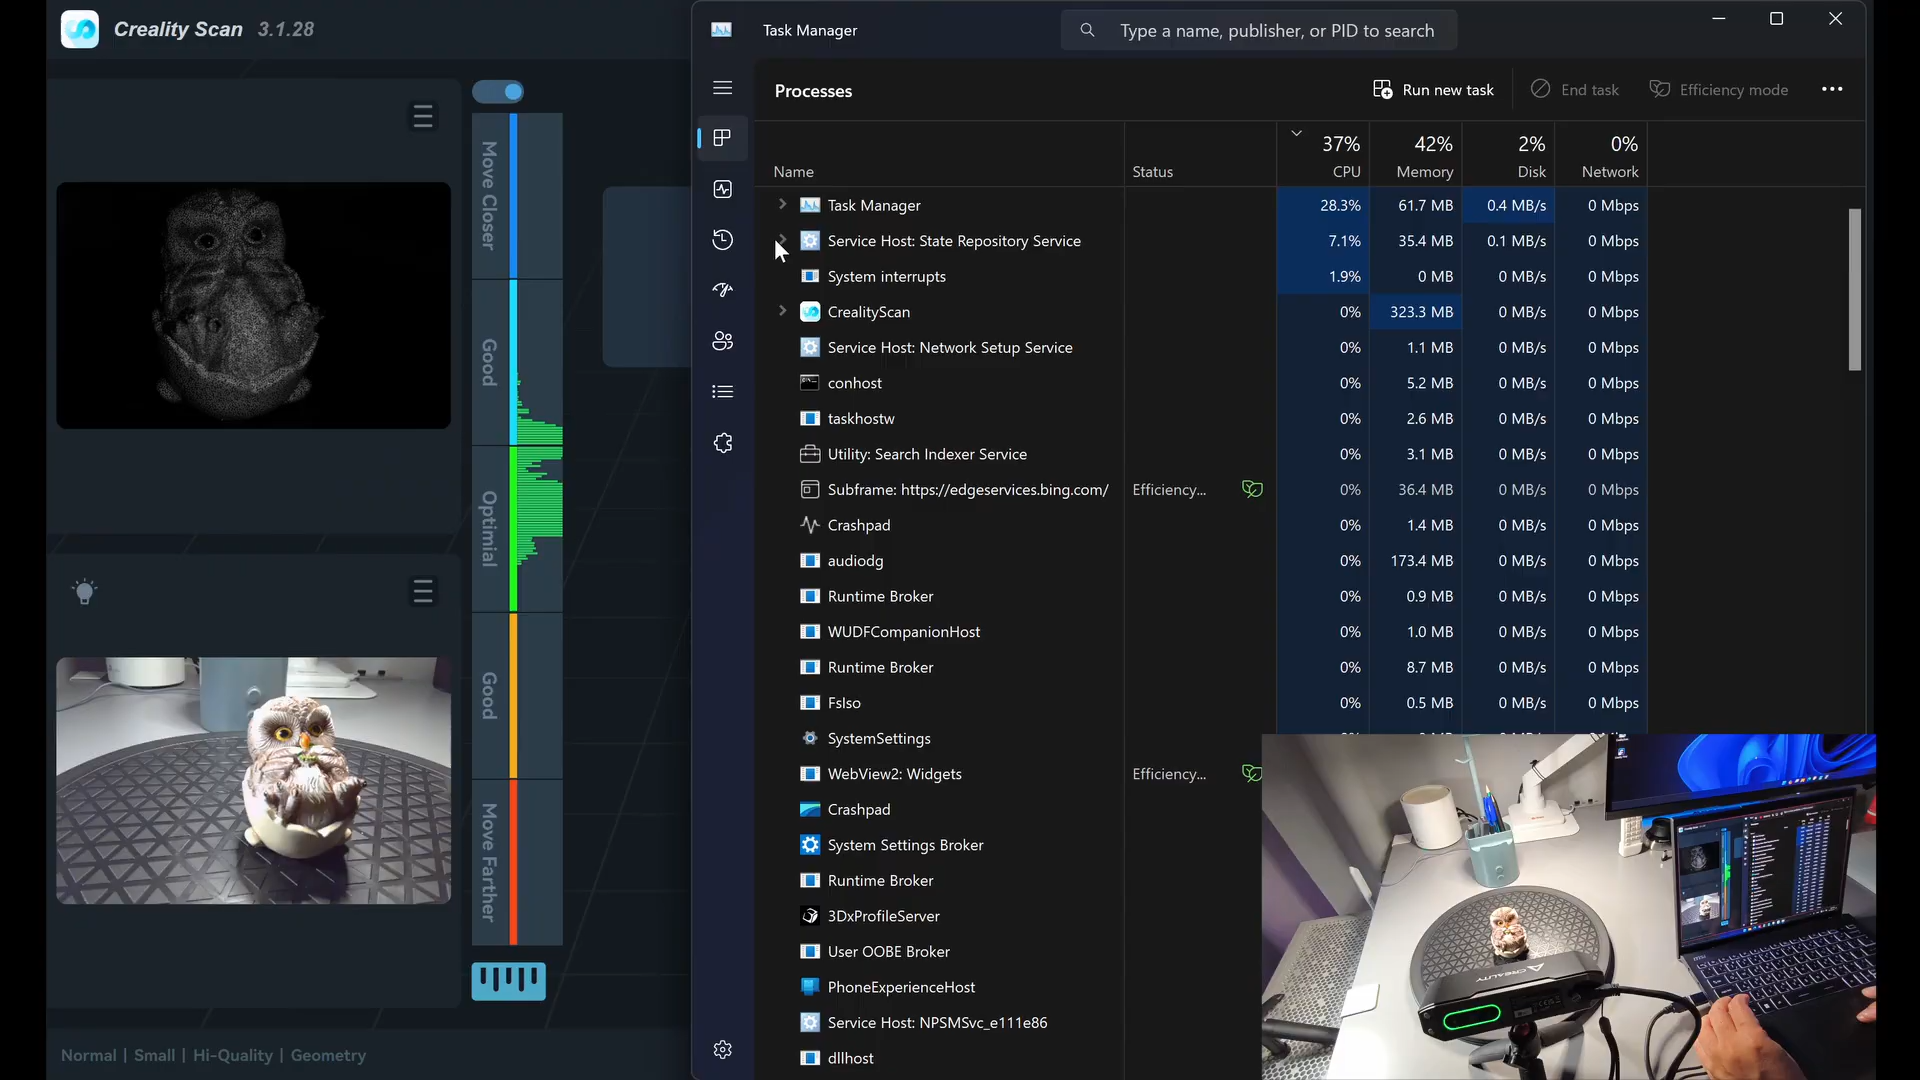 Creality Scan 3.1.28
Move Closer
Good
Optimial
Good
Move Farther
Normal | Small | Hi-Quality | Geometry
Task Manager
Type a name, publisher, or PID to search
Processes
Run new task
End task
Efficiency mode
37% 42% 2% 0%
Name Status CPU Memory Disk Network
Task Manager 28.3% 61.7 MB 0.4 MB/s 0 Mbps
Service Host: State Repository Service 7.1% 35.4 MB 0.1 MB/s 0 Mbps
System interrupts 1.9% 0 MB 0 MB/s 0 Mbps
CrealityScan 0% 323.3 MB 0 MB/s 0 Mbps
Service Host: Network Setup Service 0% 1.1 MB 0 MB/s 0 Mbps
conhost 0% 5.2 MB 0 MB/s 0 Mbps
taskhostw 0% 2.6 MB 0 MB/s 0 Mbps
Utility: Search Indexer Service 0% 3.1 MB 0 MB/s 0 Mbps
Subframe: https://edgeservices.bing.com/ Efficiency... 0% 36.4 MB 0 MB/s 0 Mbps
Crashpad 0% 1.4 MB 0 MB/s 0 Mbps
audiodg 0% 173.4 MB 0 MB/s 0 Mbps
Runtime Broker 0% 0.9 MB 0 MB/s 0 Mbps
WUDFCompanionHost 0% 1.0 MB 0 MB/s 0 Mbps
Runtime Broker 0% 8.7 MB 0 MB/s 0 Mbps
FsIso 0% 0.5 MB 0 MB/s 0 Mbps
SystemSettings
WebView2: Widgets Efficiency...
Crashpad
System Settings Broker
Runtime Broker
3DxProfileServer
User OOBE Broker
PhoneExperienceHost
Service Host: NPSMSvc_e111e86
dllhost
CREALITY